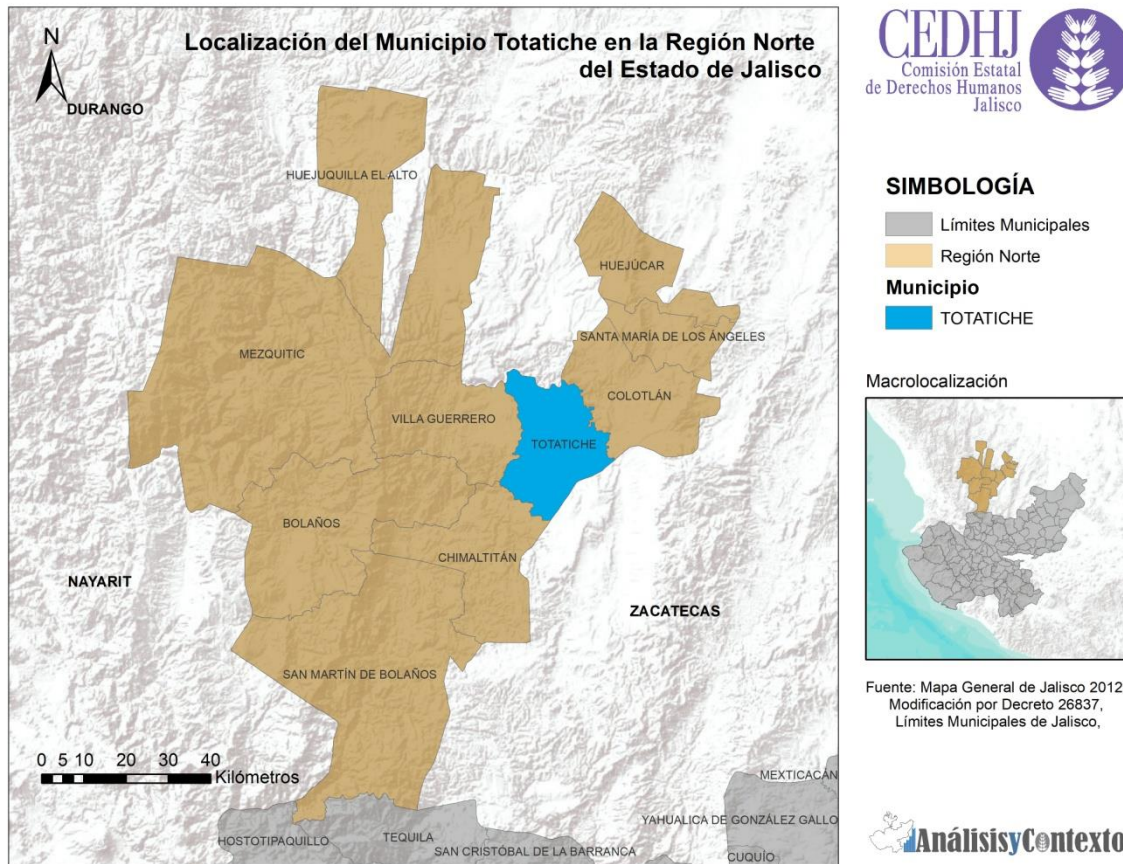 Localización del Municipio Totatiche en la Región Norte
del Estado de Jalisco
N
DURANGO
HUEJUQUILLA EL ALTO
HUEJÚCAR
SANTA MARÍA DE LOS ÁNGELES
MEZQUITIC
COLOTLÁN
VILLA GUERRERO
TOTATICHE
BOLAÑOS
CHIMALTITÁN
NAYARIT
ZACATECAS
SAN MARTÍN DE BOLAÑOS
0 5 10 20 30 40
Kilómetros
MEXTICACÁN
YAHUALICA DE GONZÁLEZ GALLO
HOSTOTIPAQUILLO
TEQUILA
SAN CRISTÓBAL DE LA BARRANCA
CUQUÍO
CEDHJ
Comisión Estatal
de Derechos Humanos
Jalisco
SIMBOLOGÍA
Límites Municipales
Región Norte
Municipio
TOTATICHE
Macrolocalización
Fuente: Mapa General de Jalisco 2012
Modificación por Decreto 26837,
Límites Municipales de Jalisco,
AnálisisyContexto